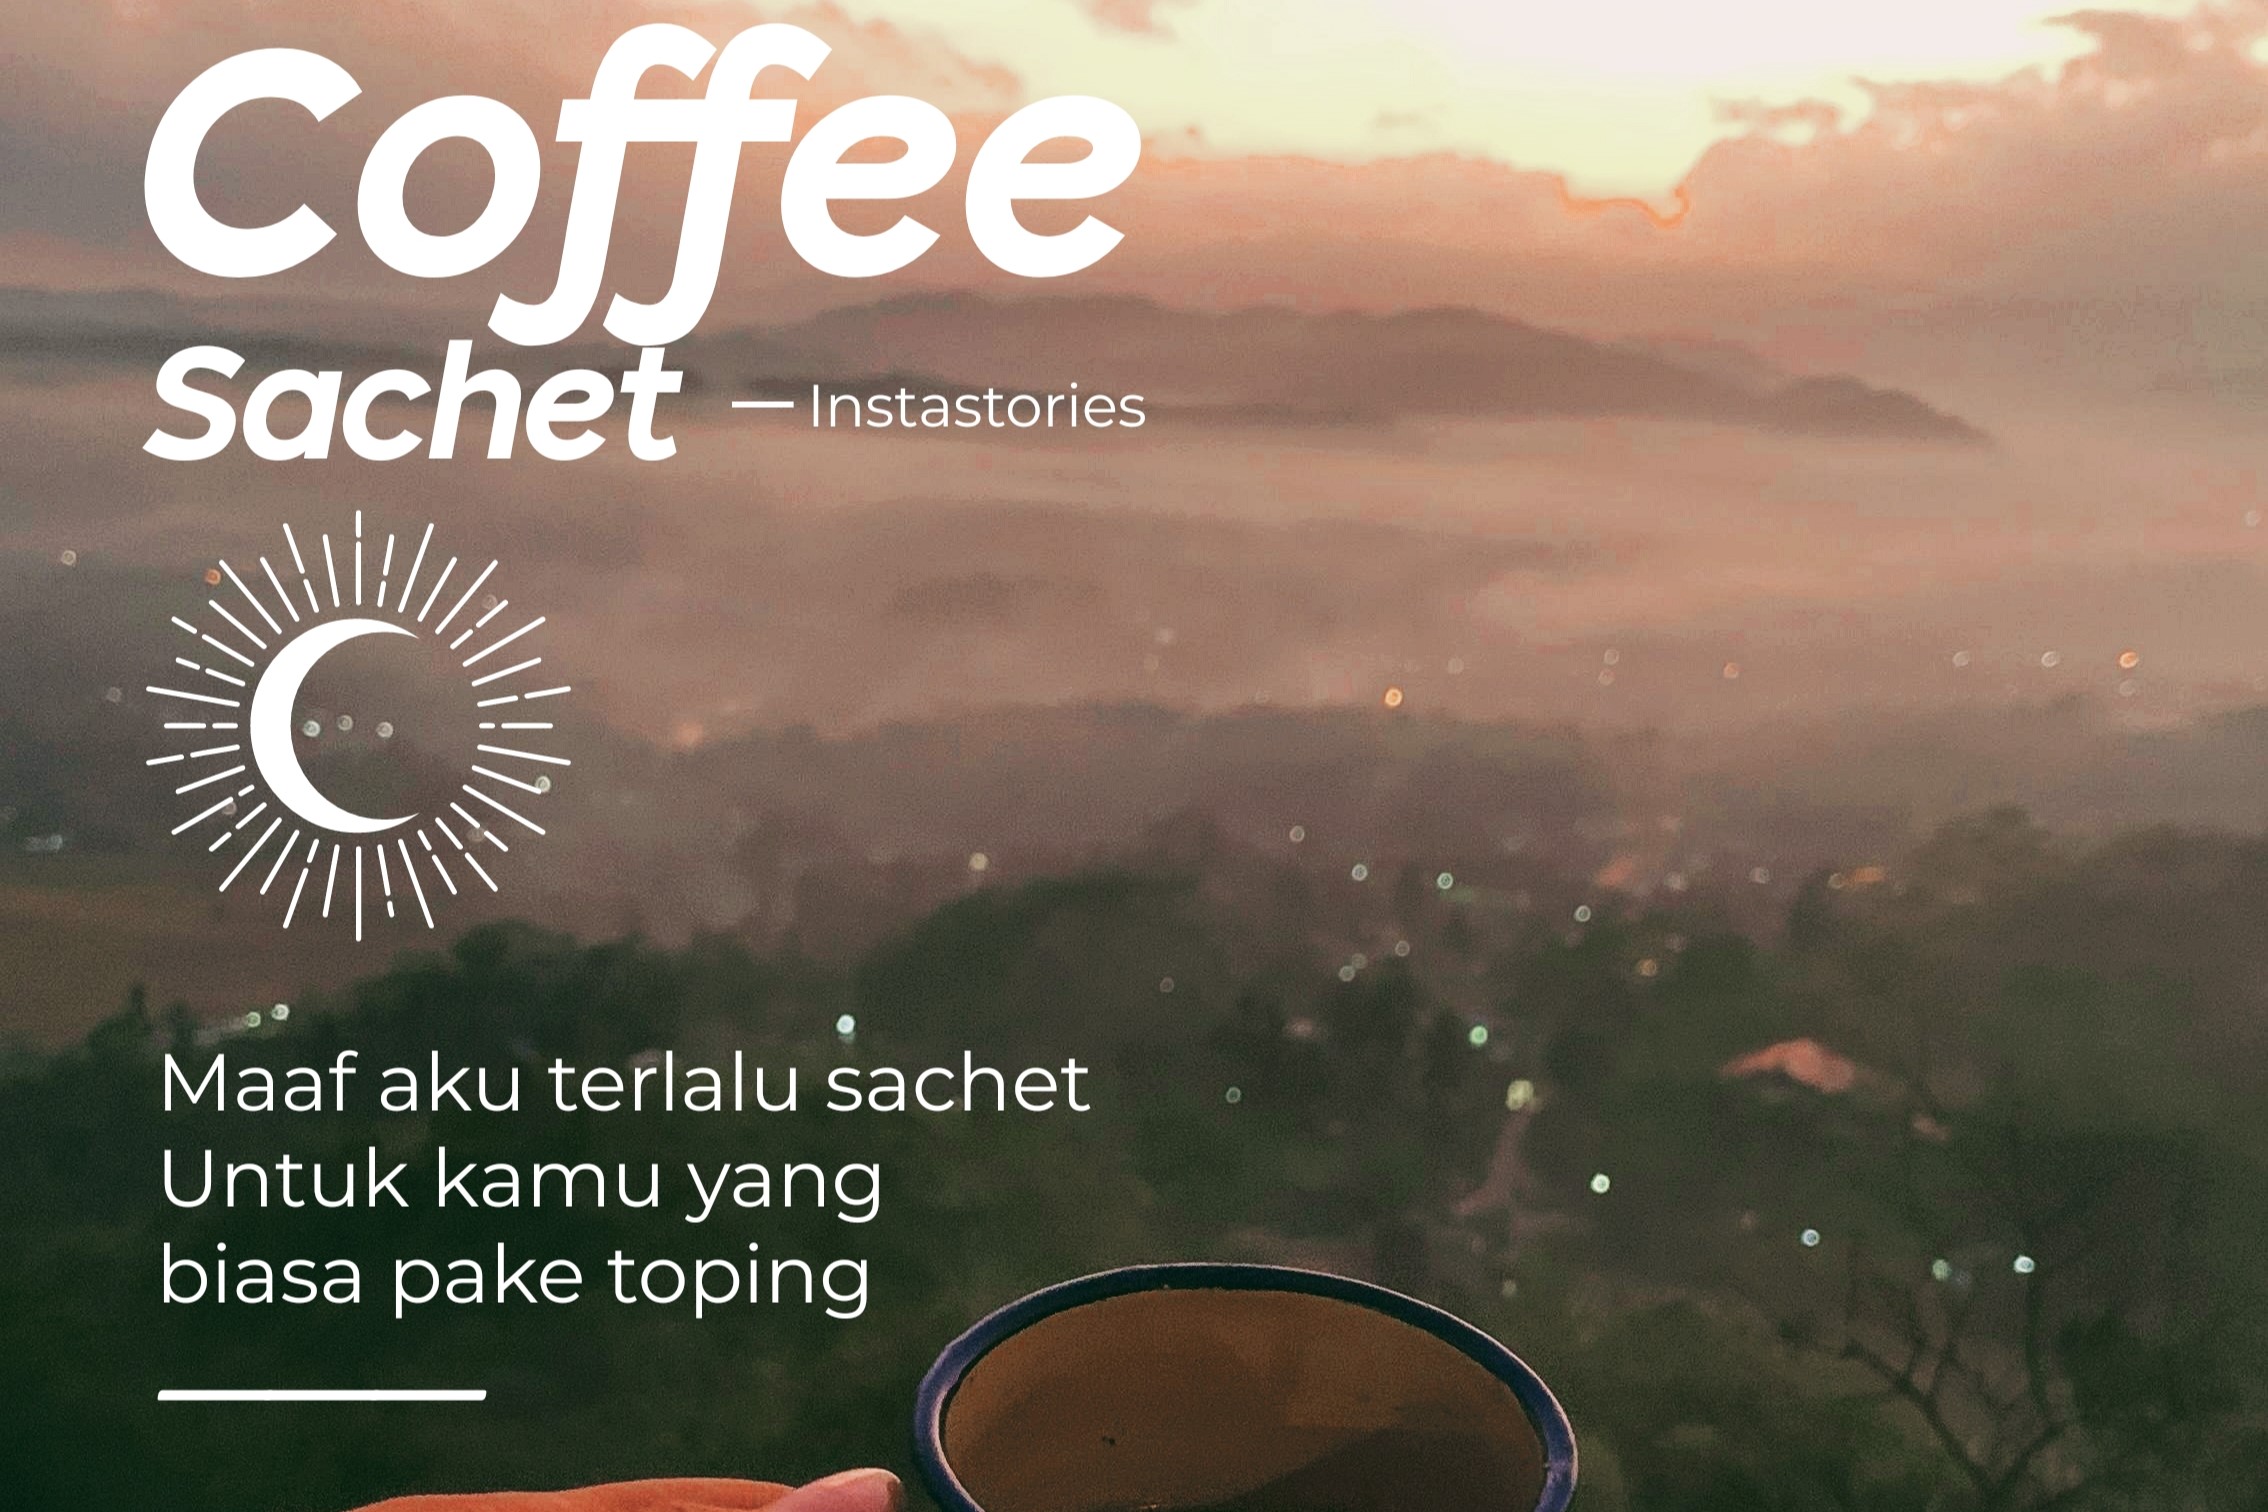 Coffee
Sachet —Instastories
Maaf aku terlalu sachet
Untuk kamu yang
biasa pake toping